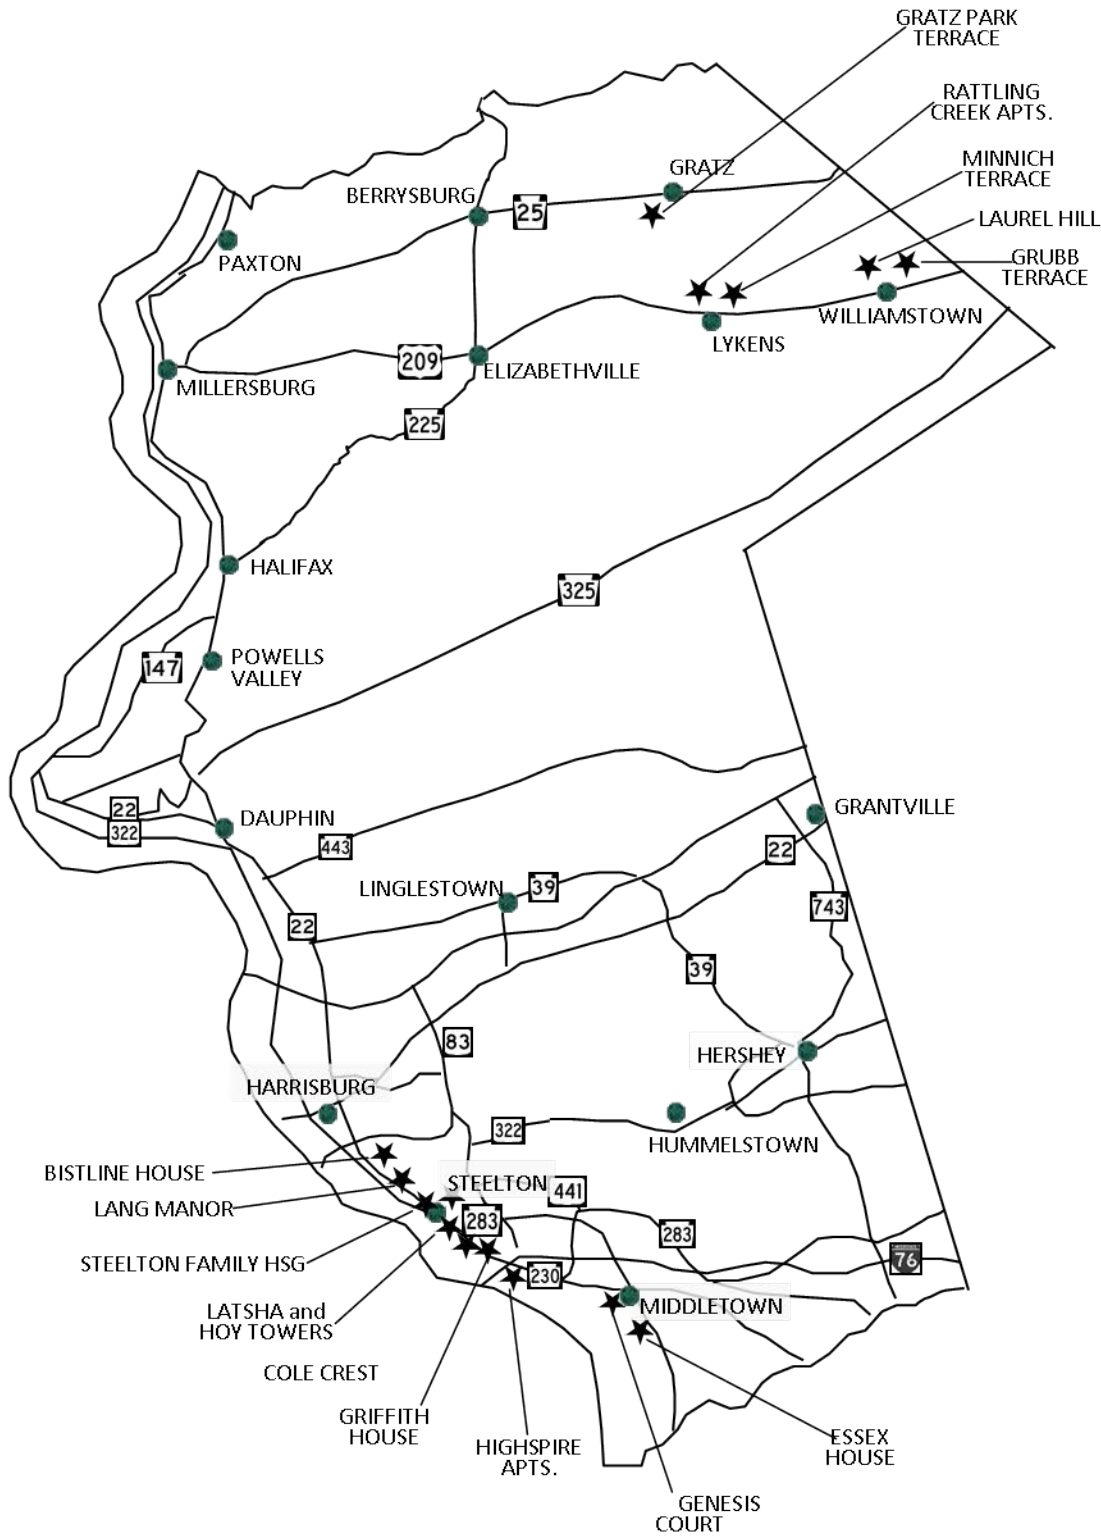 GRATZ PARK
TERRACE
RATTLING
CREEK APTS.
MINNICH
TERRACE
LAUREL HILL
GRUBB
TERRACE
GRATZ
BERRYSBURG
25
PAXTON
WILLIAMSTOWN
LYKENS
209
ELIZABETHVILLE
MILLERSBURG
225
HALIFAX
325
POWELLS
VALLEY
147
22
322
DAUPHIN
443
GRANTVILLE
22
LINGLESTOWN
39
743
22
39
83
HERSHEY
HARRISBURG
322
HUMMELSTOWN
BISTLINE HOUSE
STEELTON
441
LANG MANOR
283
283
STEELTON FAMILY HSG
76
230
LATSHA and
HOY TOWERS
MIDDLETOWN
COLE CREST
GRIFFITH
HOUSE
HIGHSPIRE
APTS.
ESSEX
HOUSE
GENESIS
COURT